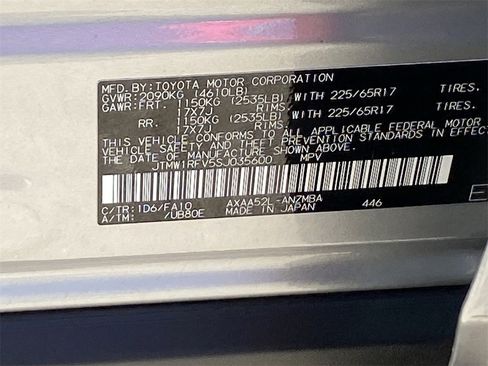 MFD.BY:TOYOTA MOTOR CORPORATION
GVWR:2090KG (4610LB)
GAWR:FRT. 1150KG (2535LB) WITH 225/65R17 TIRES.
17X7J RIMS,
RR. 1150KG (2535LB) WITH 225/65R17 TIRES.
17X7J RIMS,
THIS VEHICLE CONFORMS TO ALL APPLICABLE FEDERAL MOTOR
VEHICLE SAFETY AND THEFT PREVENTION STANDARDS IN EFFEC
THE DATE OF MANUFACTURE SHOWN
JTMW1RFV5SJ035600 MPV
C/TR:1D6/FA10 AXAA52L-ANZMBA 446
A/TM: /UB80E MADE IN JAPAN